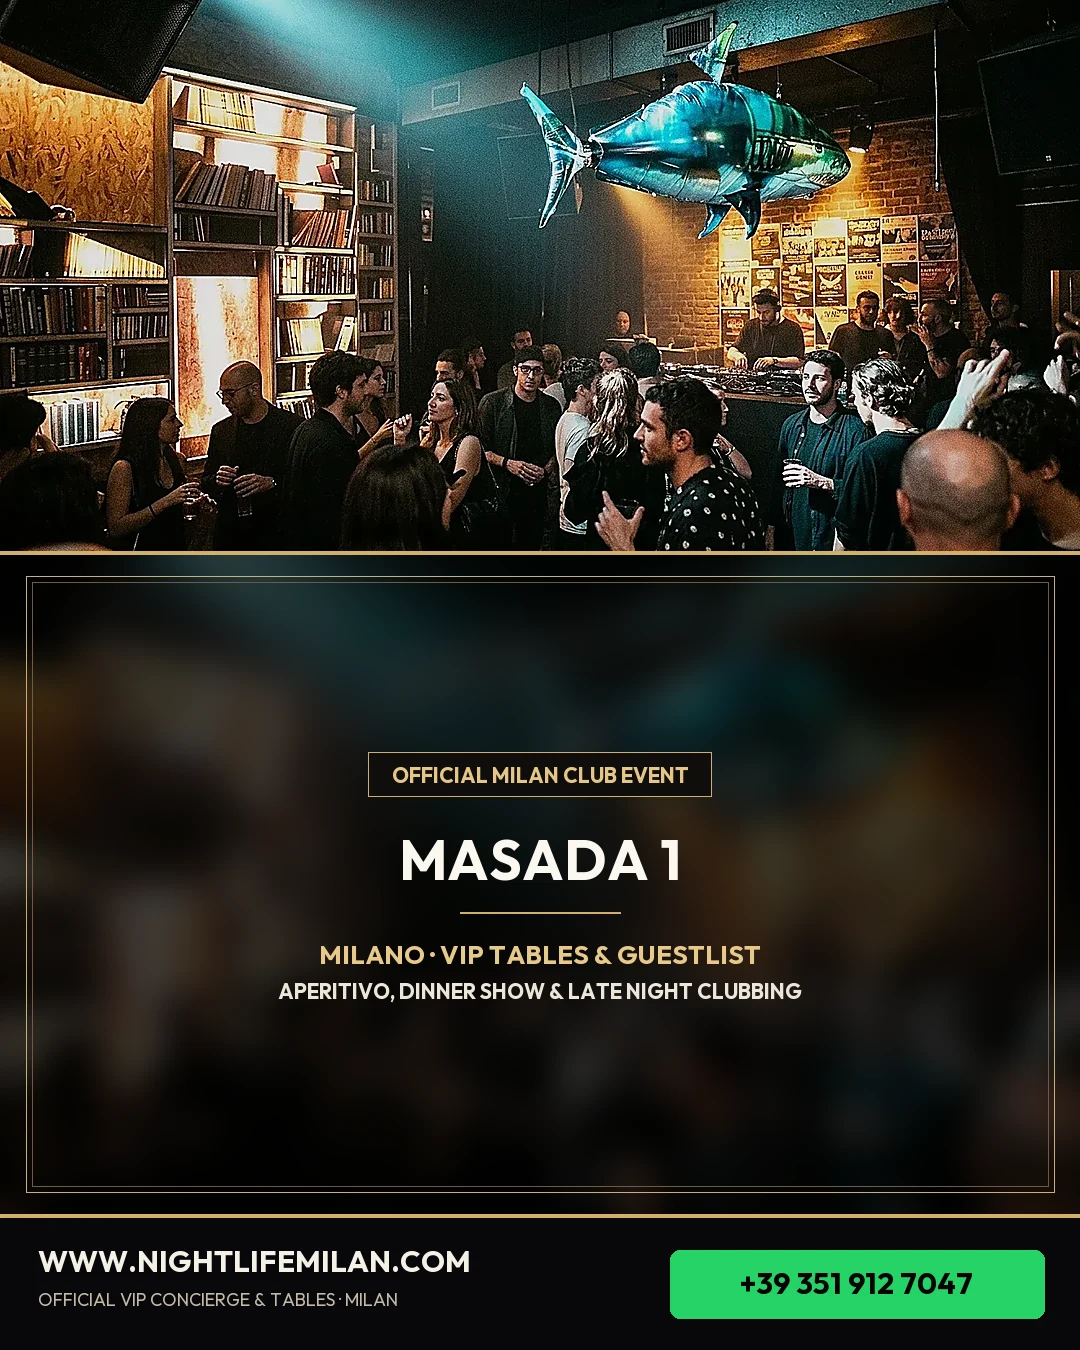 OFFICIAL MILAN CLUB EVENT
MASADA 1
MILANO · VIP TABLES & GUESTLIST
APERITIVO, DINNER SHOW & LATE NIGHT CLUBBING
WWW.NIGHTLIFEMILAN.COM
OFFICIAL VIP CONCIERGE & TABLES · MILAN
+39 351 912 7047